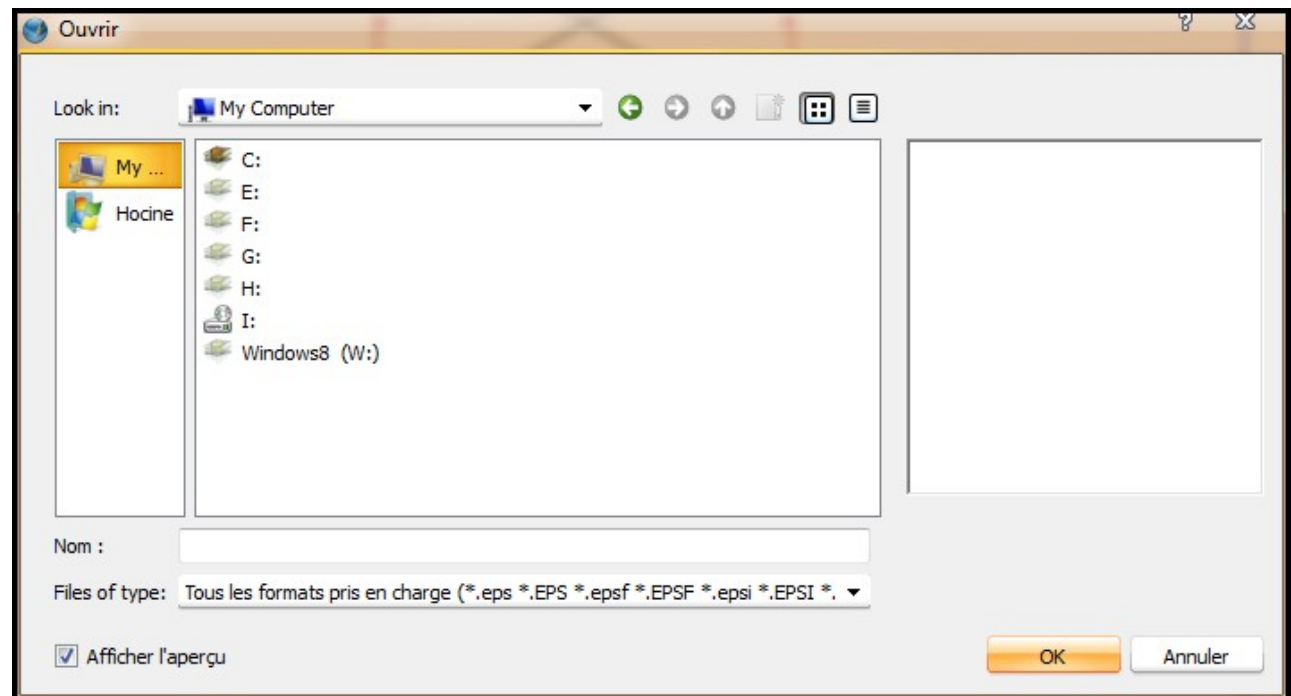 Ouvrir
Look in: My Computer
My ...
Hocine
C:
E:
F:
G:
H:
I:
Windows8 (W:)
Nom :
Files of type: Tous les formats pris en charge (*.eps *.EPS *.epsf *.EPSF *.epsi *.EPSI *.
Afficher l'aperçu
OK Annuler